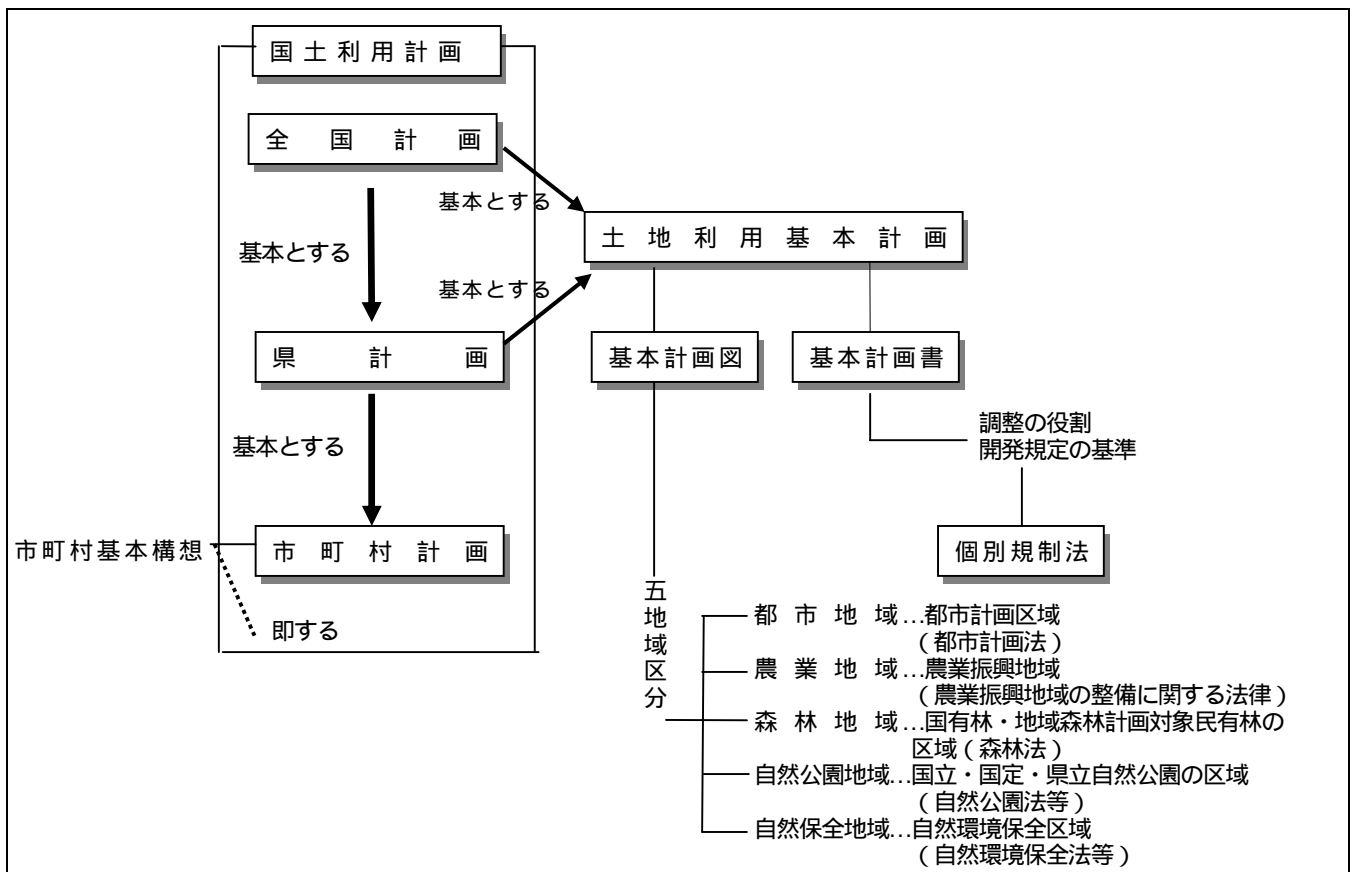 国土利用計画
全国計画
基本とする
土地利用基本計画
基本とする
基本とする
県計画
基本計画図
基本計画書
調整の役割
開発規定の基準
基本とする
市町村基本構想
市町村計画
個別規制法
即する
五地域区分
都市地域…都市計画区域
(都市計画法)
農業地域…農業振興地域
(農業振興地域の整備に関する法律)
森林地域…国有林・地域森林計画対象民有林の
区域(森林法)
自然公園地域…国立・国定・県立自然公園の区域
(自然公園法等)
自然保全地域…自然環境保全区域
(自然環境保全法等)